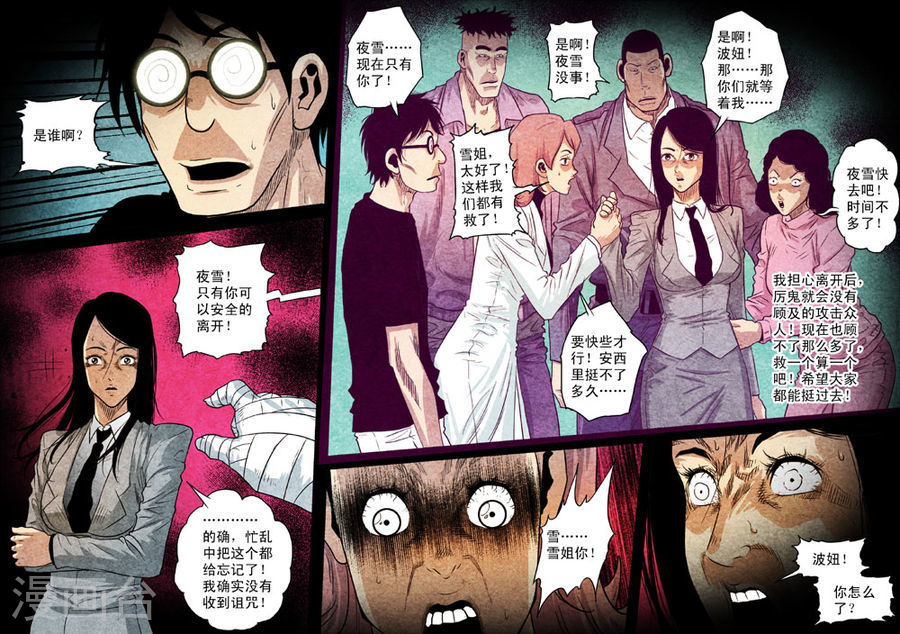 是谁啊？
夜雪！
只有你可
以安全的
离开！
…………
的确，忙乱
中把这个都
给忘记了！
我确实没有
收到诅咒！
夜雪……
现在只有
你了！
是啊！
夜雪
没事！
雪姐，
太好了！
这样我
们都有
救了！
是啊！
波妞！
那……那
你们就等
着我……
夜雪快
去吧！
时间不
多了！
要快些才
行！安西
里挺不了
多久……
我担心离开后，
厉鬼就会没有
顾及的攻击众
人！现在也顾
不了那么多了，
救一个算一个
吧！希望大家
都能挺过去！
雪……
雪姐你！
波妞！
你怎么
了？
漫画台